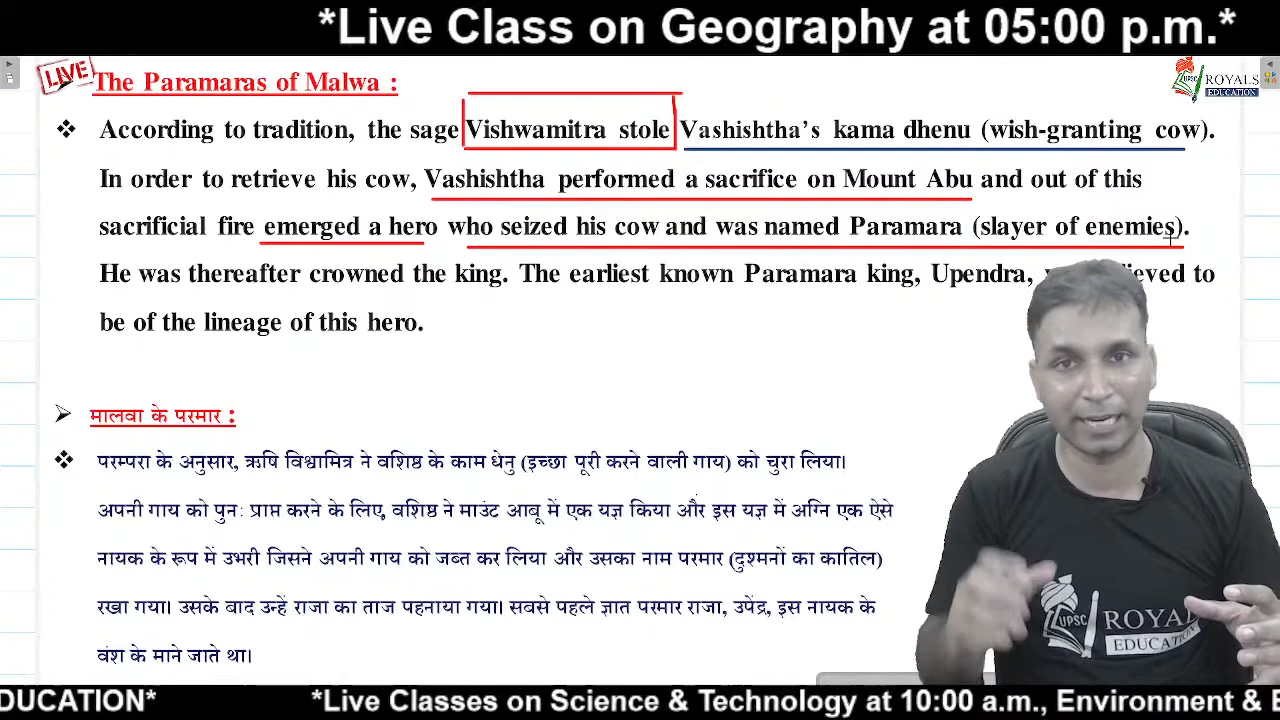 *Live Class on Geography at 05:00 p.m.*
LIVE
The Paramaras of Malwa :
UPSC ROYALS
EDUCATION
❖ According to tradition, the sage Vishwamitra stole Vashishtha's kama dhenu (wish-granting cow).
In order to retrieve his cow, Vashishtha performed a sacrifice on Mount Abu and out of this
sacrificial fire emerged a hero who seized his cow and was named Paramara (slayer of enemies).
He was thereafter crowned the king. The earliest known Paramara king, Upendra, to
be of the lineage of this hero.
➢ मालवा के परमार :
❖ परम्परा के अनुसार, ऋषि विश्वामित्र ने वशिष्ठ के काम धेनु (इच्छा पूरी करने वाली गाय) को चुरा लिया।
अपनी गाय को पुन: प्राप्त करने के लिए, वशिष्ठ ने माउंट आबू में एक यज्ञ किया और इस यज्ञ में अग्नि एक ऐसे
नायक के रूप में उभरी जिसने अपनी गाय को जब्त कर लिया और उसका नाम परमार (दुश्मनों का कातिल)
रखा गया। उसके बाद उन्हें राजा का ताज पहनाया गया। सबसे पहले ज्ञात परमार राजा, उपेंद्र, इस नायक के
वंश के माने जाते था।
UPSC ROYALS
EDUCATION
DUCATION* *Live Classes on Science & Technology at 10:00 a.m., Environment & E